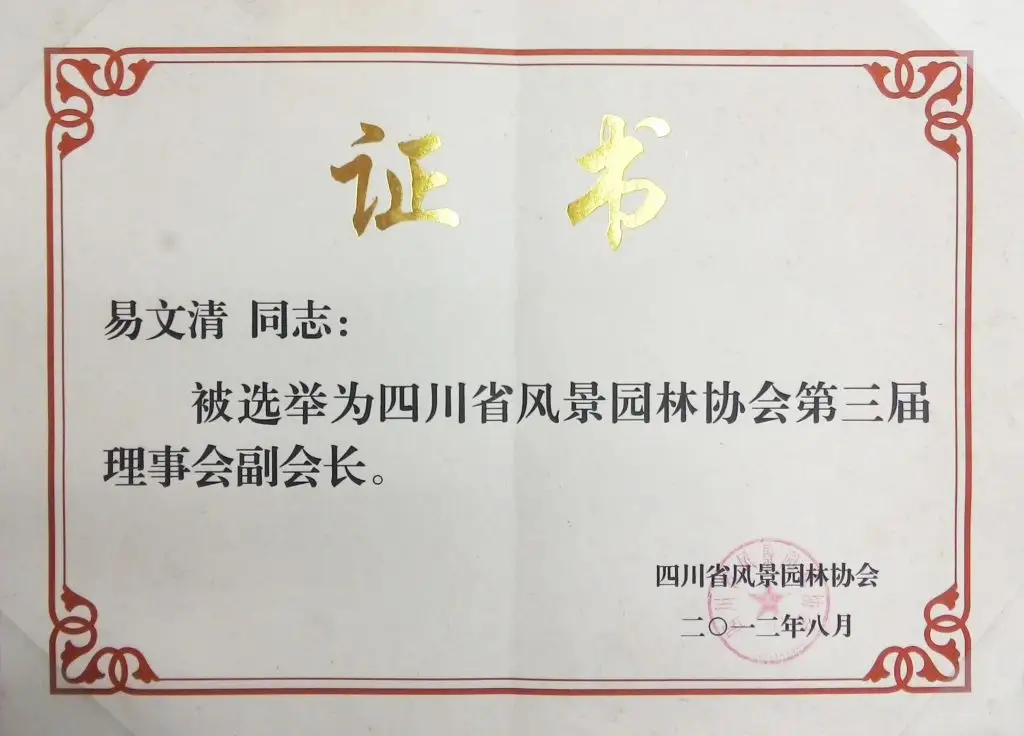 证书
易文清 同志：
被选举为四川省风景园林协会第三届
理事会副会长。
四川省风景园林协会
二〇一二年八月